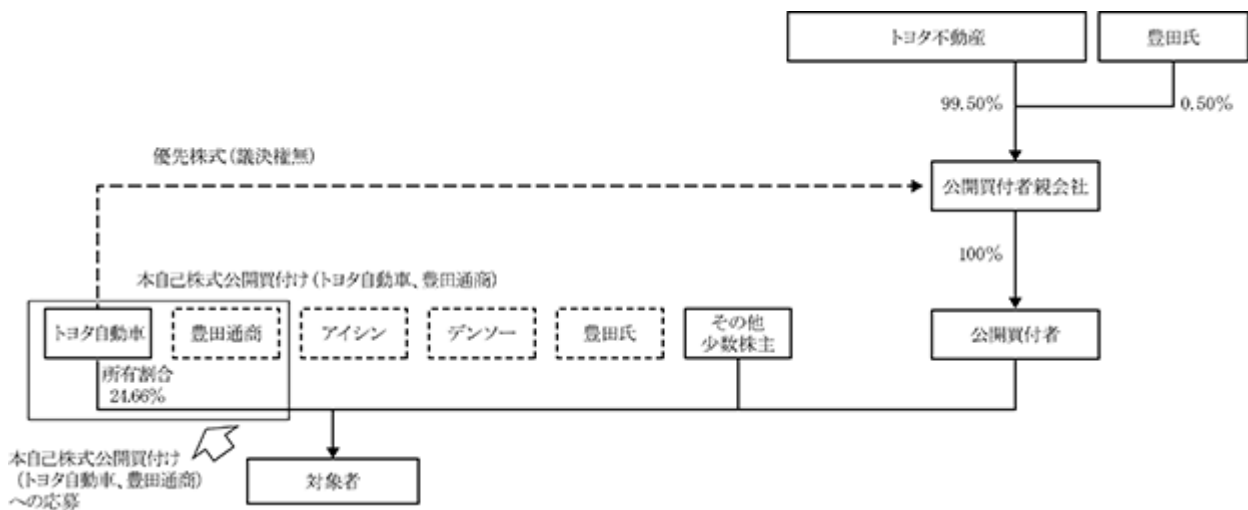 トヨタ不動産
豊田氏
99.50%
0.50%
優先株式(議決権無)
公開買付者親会社
100%
本自己株式公開買付け(トヨタ自動車、豊田通商)
トヨタ自動車
豊田通商
アイシン
デンソー
豊田氏
その他
少数株主
公開買付者
所有割合
24.66%
本自己株式公開買付け
(トヨタ自動車、豊田通商)
への応募
対象者